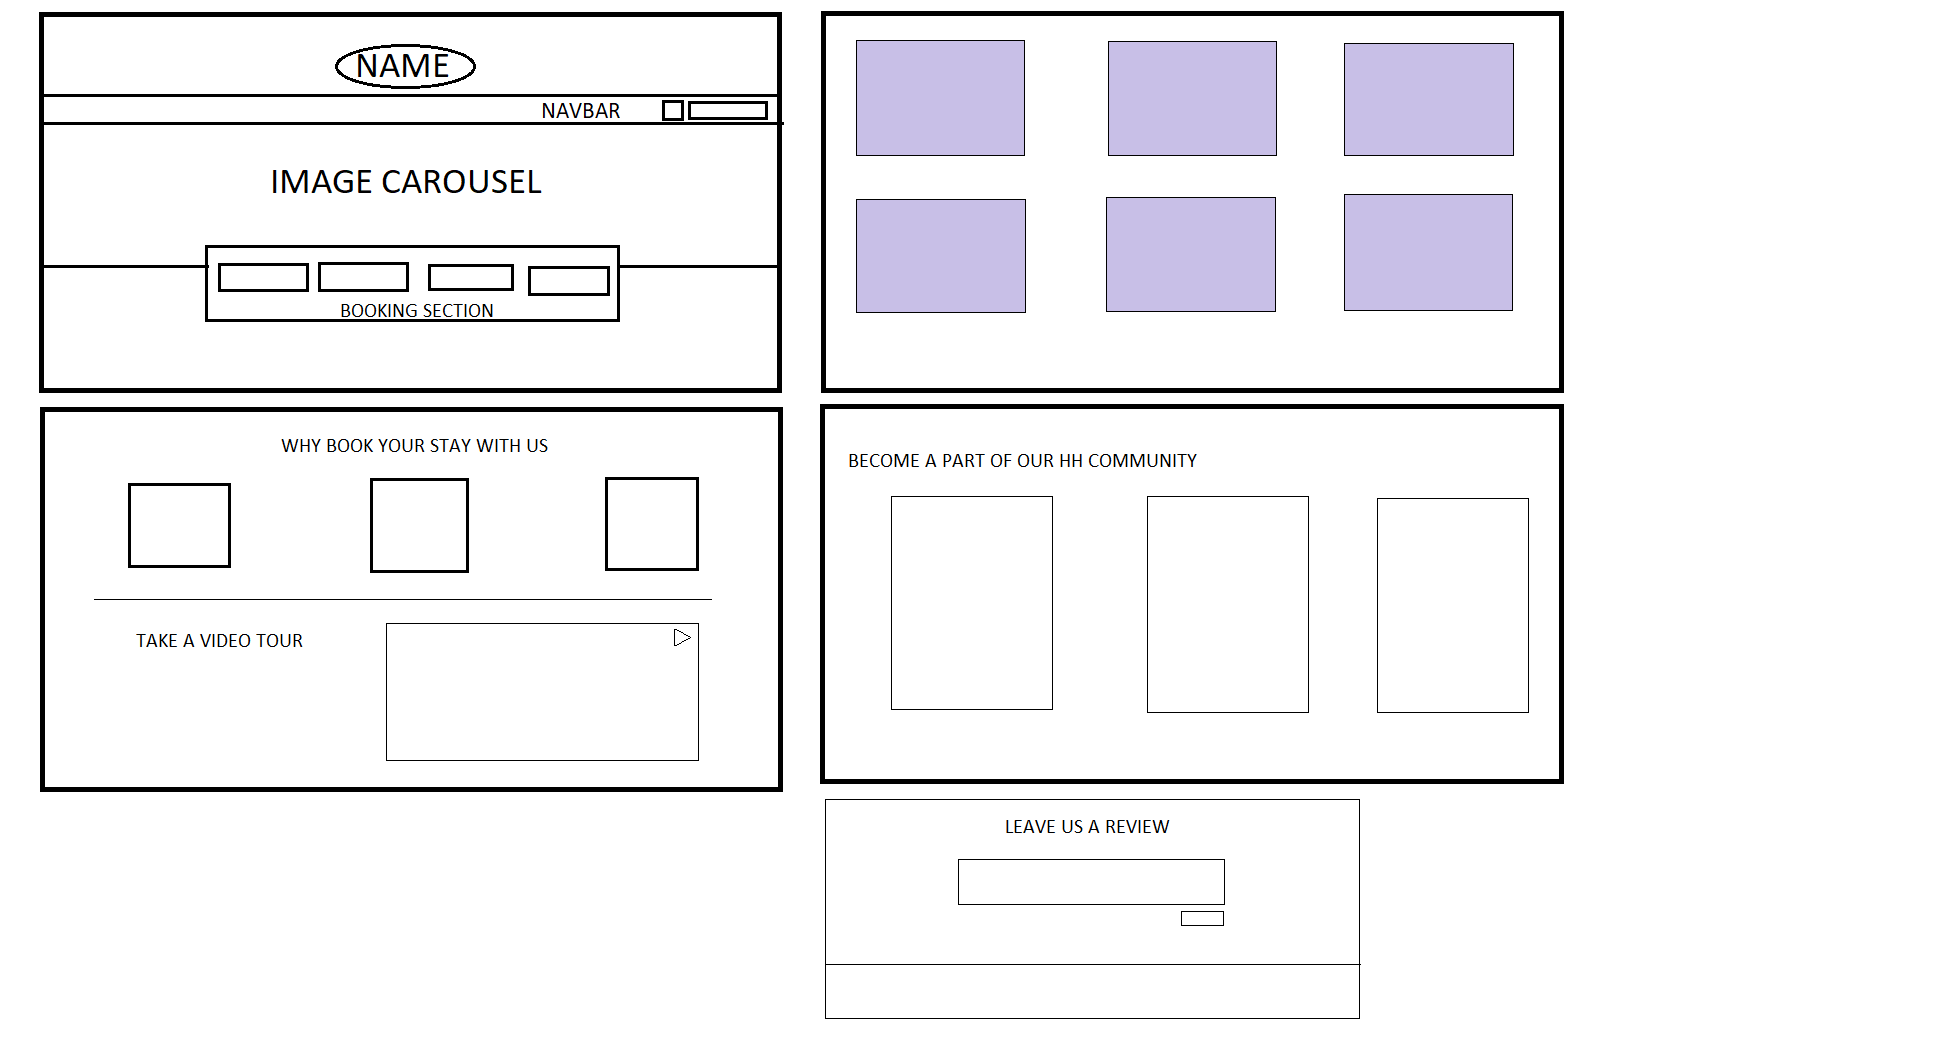 NAME
NAVBAR
IMAGE CAROUSEL
BOOKING SECTION
WHY BOOK YOUR STAY WITH US
TAKE A VIDEO TOUR
BECOME A PART OF OUR HH COMMUNITY
LEAVE US A REVIEW